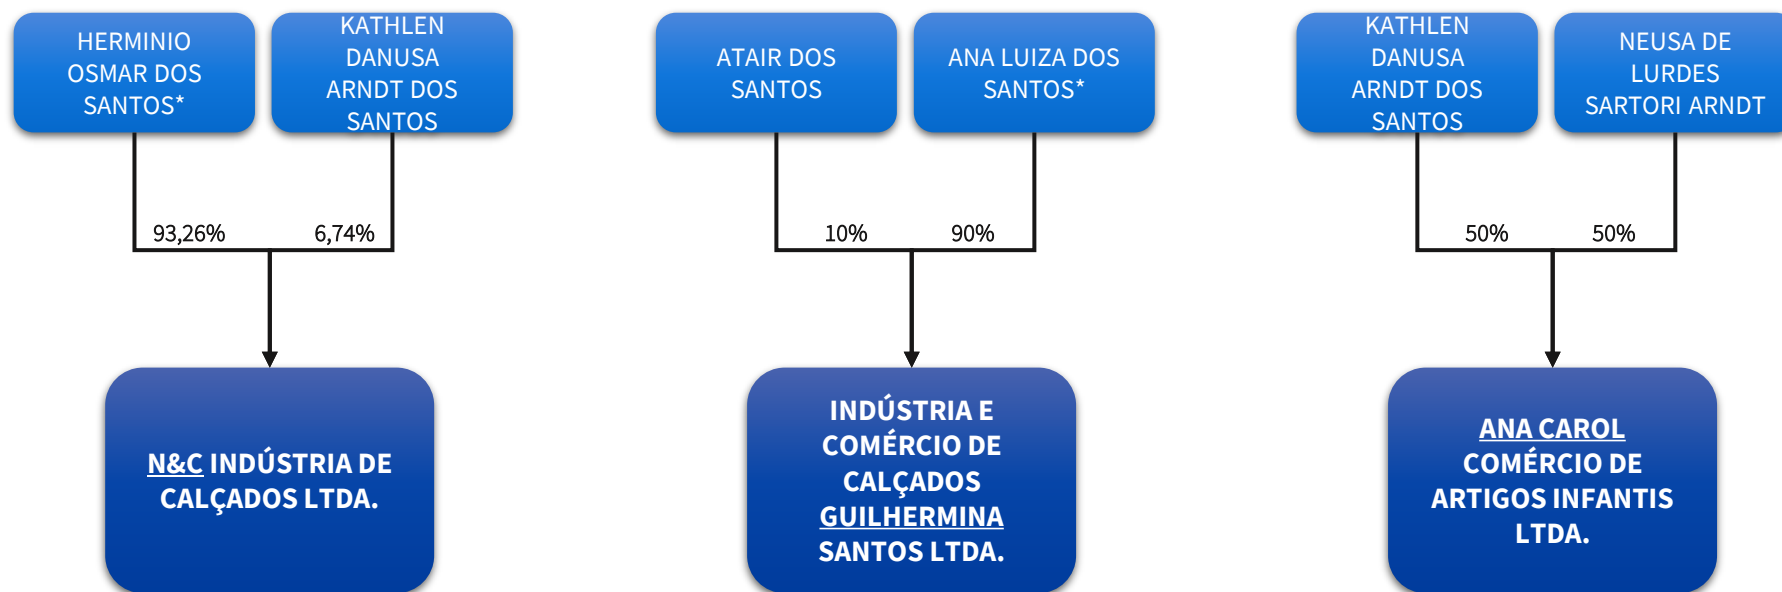 HERMINIO
OSMAR DOS
SANTOS*
KATHLEN
DANUSA
ARNDT DOS
SANTOS
93,26%
6,74%
N&C INDÚSTRIA DE
CALÇADOS LTDA.
ATAIR DOS
SANTOS
ANA LUIZA DOS
SANTOS*
10%
90%
INDÚSTRIA E
COMÉRCIO DE
CALÇADOS
GUILHERMINA
SANTOS LTDA.
KATHLEN
DANUSA
ARNDT DOS
SANTOS
NEUSA DE
LURDES
SARTORI ARNDT
50%
50%
ANA CAROL
COMÉRCIO DE
ARTIGOS INFANTIS
LTDA.